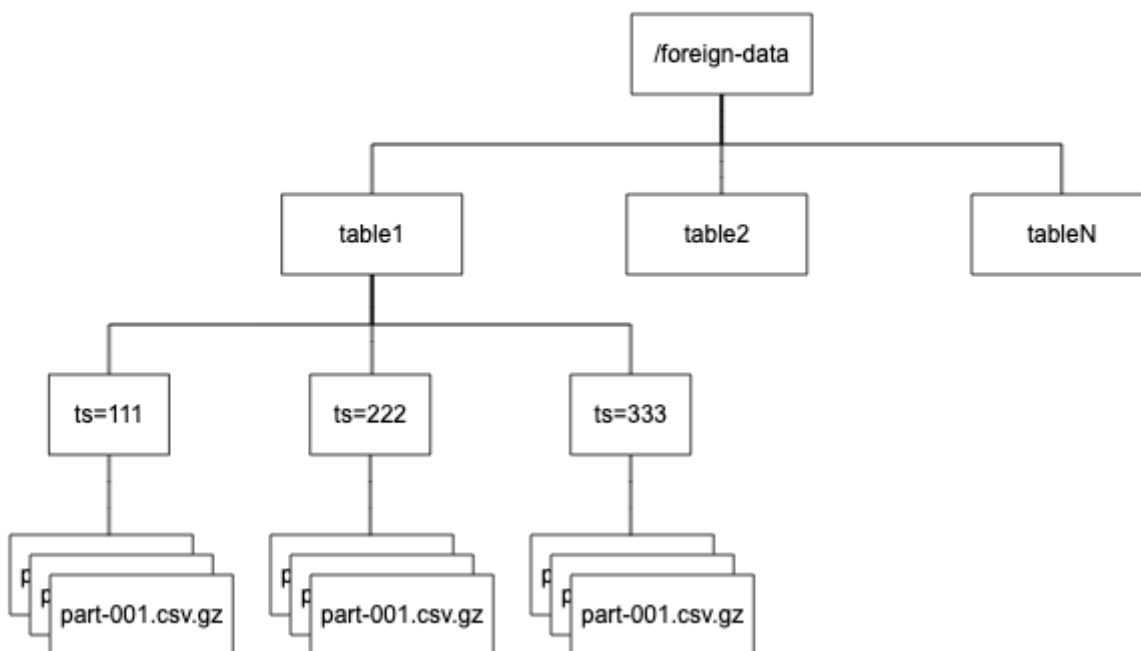 /foreign-data
table1
table2
tableN
ts=111
ts=222
ts=333
part-001.csv.gz
part-001.csv.gz
part-001.csv.gz